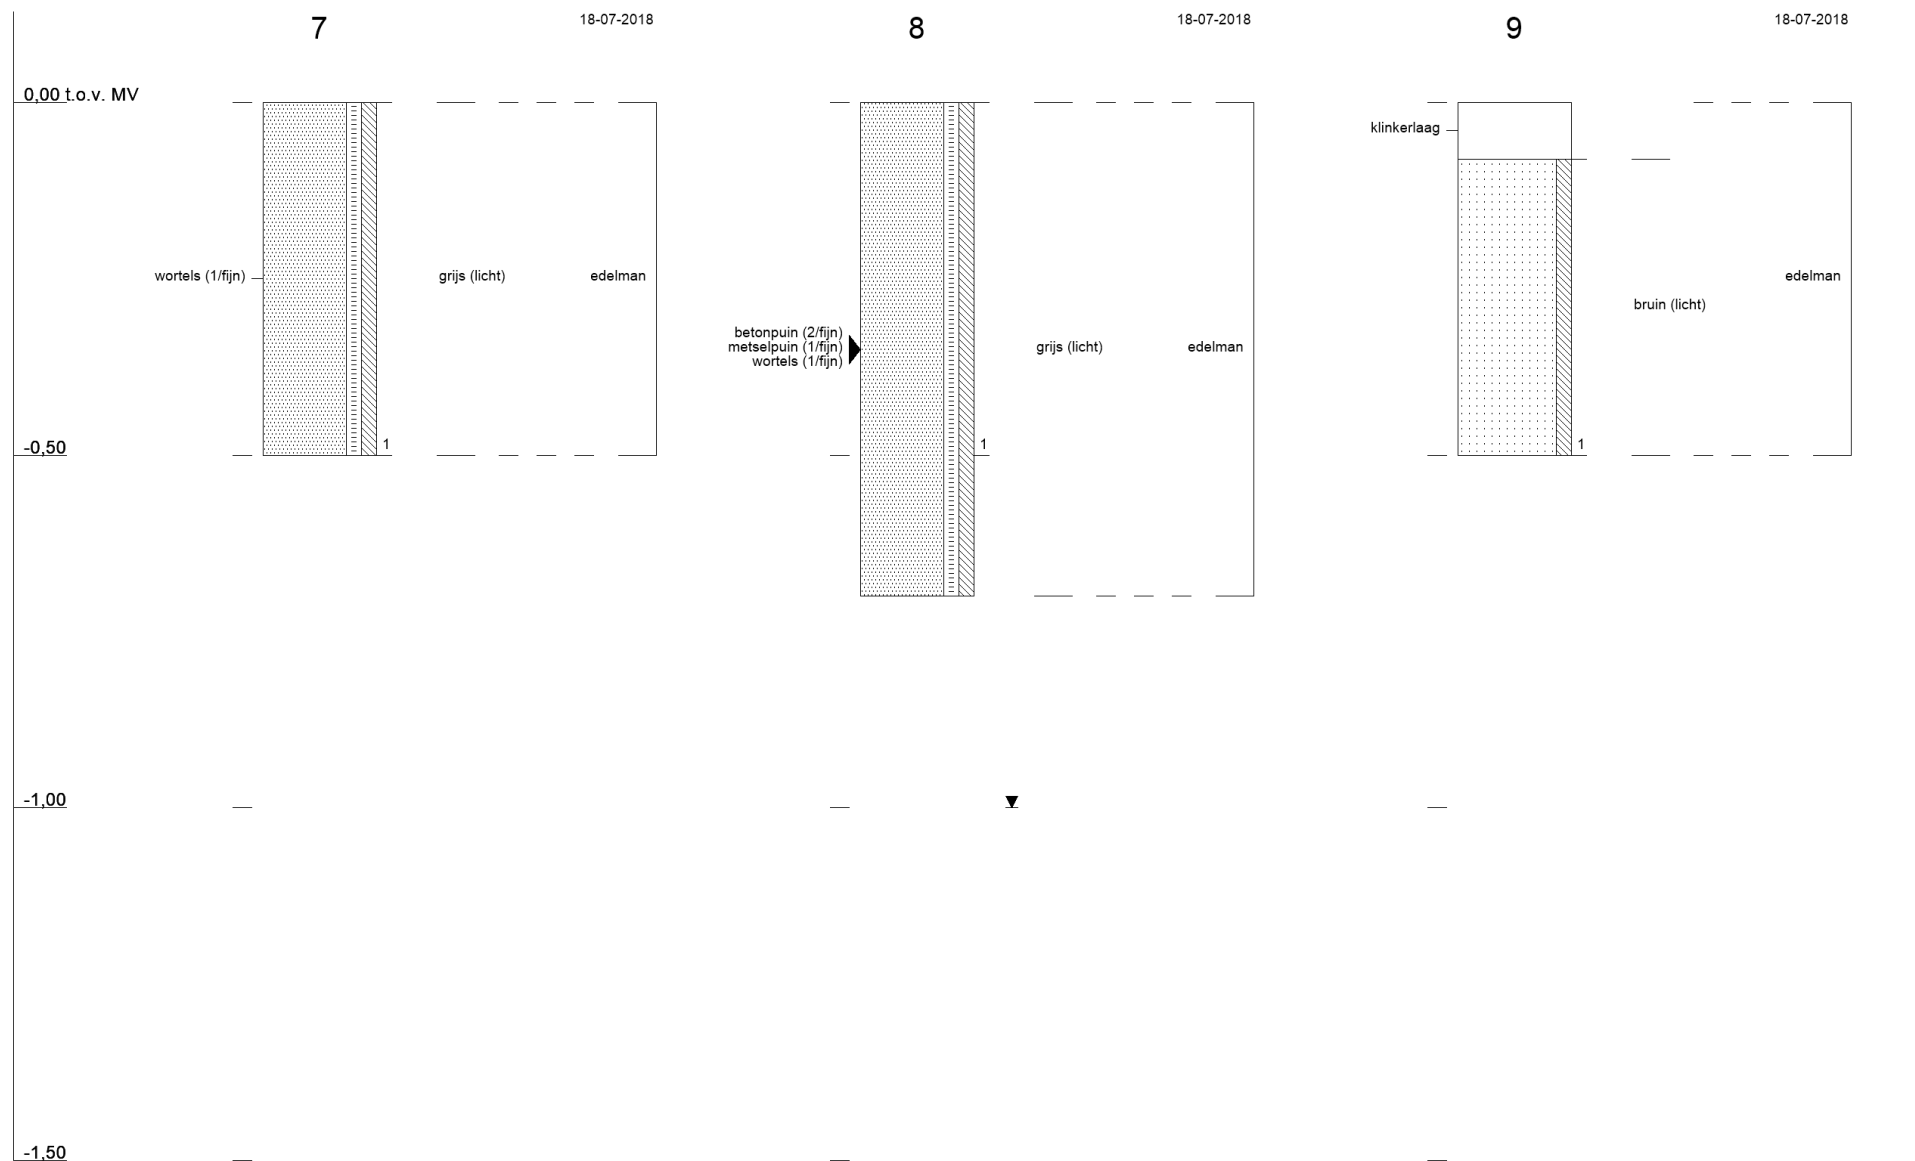 7
18-07-2018
8
18-07-2018
9
18-07-2018
0,00 t.o.v. MV
klinkerlaag
wortels (1/fijn)
grijs (licht)
edelman
edelman
bruin (licht)
betonpuin (2/fijn)
metselpuin (1/fijn)
wortels (1/fijn)
grijs (licht)
edelman
-0,50
1
1
1
-1,00
-1,50